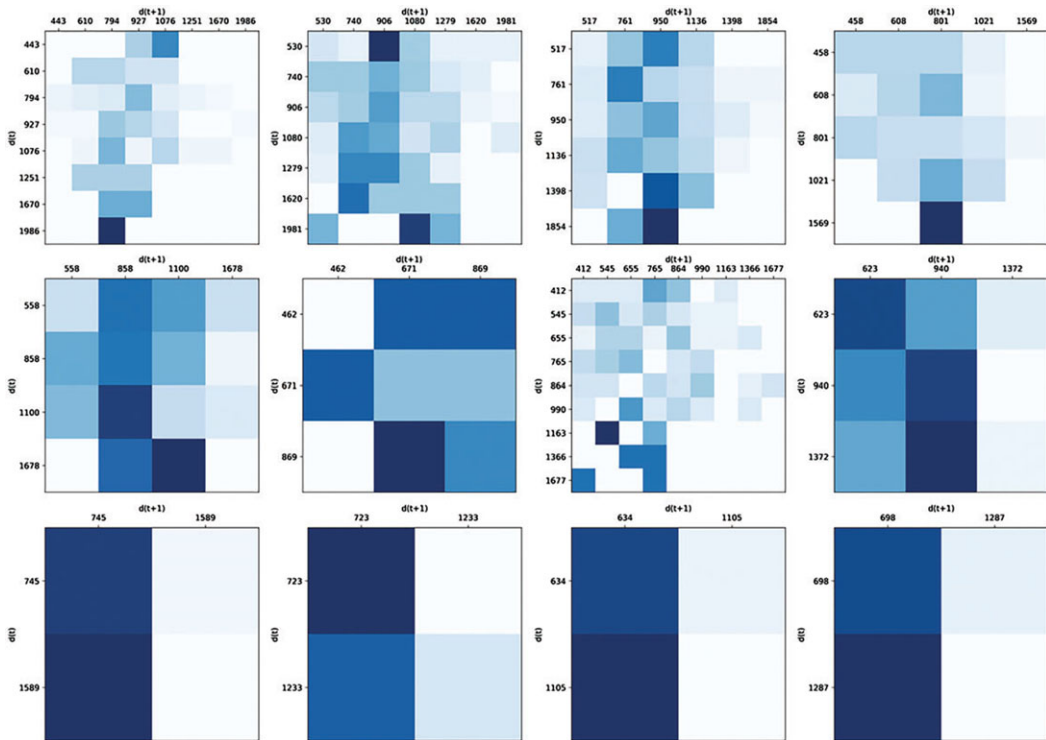 d(t+1)
443 610 794 927 1076 1251 1670 1986
d(t)
443
610
794
927
1076
1251
1670
1986
d(t+1)
530 740 906 1080 1279 1620 1981
d(t)
530
740
906
1080
1279
1620
1981
d(t+1)
517 761 950 1136 1398 1854
d(t)
517
761
950
1136
1398
1854
d(t+1)
458 608 801 1021 1569
d(t)
458
608
801
1021
1569
d(t+1)
558 858 1100 1678
d(t)
558
858
1100
1678
d(t+1)
462 671 869
d(t)
462
671
869
d(t+1)
412 545 655 765 864 990 1163 1366 1677
d(t)
412
545
655
765
864
990
1163
1366
1677
d(t+1)
623 940 1372
d(t)
623
940
1372
d(t+1)
745 1589
d(t)
745
1589
d(t+1)
723 1233
d(t)
723
1233
d(t+1)
634 1105
d(t)
634
1105
d(t+1)
698 1287
d(t)
698
1287